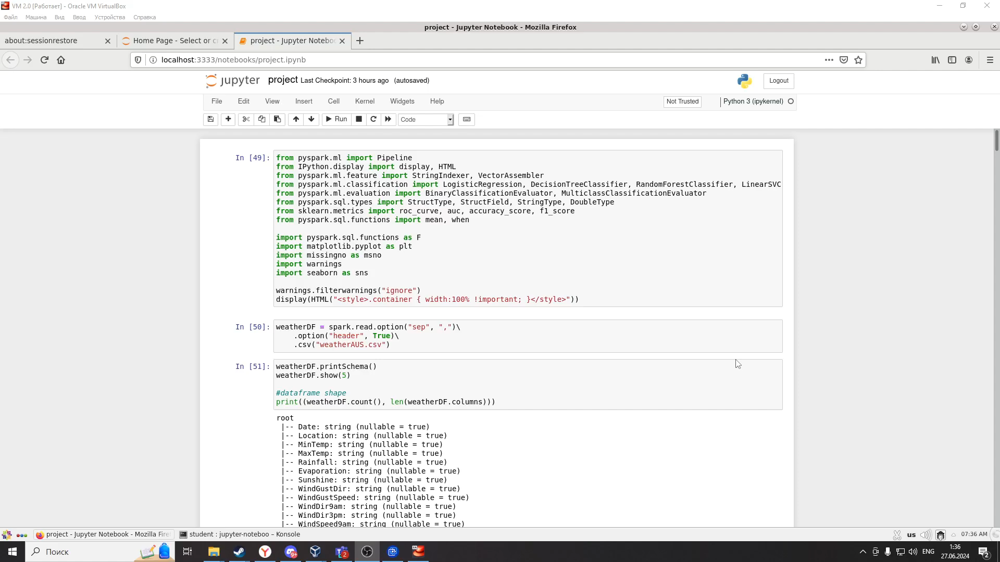 VM 2.0 [Работает] - Oracle VM VirtualBox
Файл Машина Вид Ввод Устройства Справка
project - Jupyter Notebook - Mozilla Firefox
about:sessionrestore
Home Page - Select or c
project - Jupyter Notebo
localhost:3333/notebooks/project.ipynb
jupyter project Last Checkpoint: 3 hours ago (autosaved)
Logout
File Edit View Insert Cell Kernel Widgets Help
Not Trusted
Python 3 (ipykernel)
Run
Code
In [49]:
from pyspark.ml import Pipeline
from IPython.display import display, HTML
from pyspark.ml.feature import StringIndexer, VectorAssembler
from pyspark.ml.classification import LogisticRegression, DecisionTreeClassifier, RandomForestClassifier, LinearSVC
from pyspark.ml.evaluation import BinaryClassificationEvaluator, MulticlassClassificationEvaluator
from pyspark.sql.types import StructType, StructField, StringType, DoubleType
from sklearn.metrics import roc_curve, auc, accuracy_score, f1_score
from pyspark.sql.functions import mean, when
import pyspark.sql.functions as F
import matplotlib.pyplot as plt
import missingno as msno
import warnings
import seaborn as sns
warnings.filterwarnings("ignore")
display(HTML("<style>.container { width:100% !important; }</style>"))
In [50]:
weatherDF = spark.read.option("sep", ",")\
.option("header", True)\
.csv("weatherAUS.csv")
In [51]:
weatherDF.printSchema()
weatherDF.show(5)
#dataframe shape
print((weatherDF.count(), len(weatherDF.columns)))
root
|-- Date: string (nullable = true)
|-- Location: string (nullable = true)
|-- MinTemp: string (nullable = true)
|-- MaxTemp: string (nullable = true)
|-- Rainfall: string (nullable = true)
|-- Evaporation: string (nullable = true)
|-- Sunshine: string (nullable = true)
|-- WindGustDir: string (nullable = true)
|-- WindGustSpeed: string (nullable = true)
|-- WindDir9am: string (nullable = true)
|-- WindDir3pm: string (nullable = true)
|-- WindSpeed9am: string (nullable = true)
project - Jupyter Notebook - Mozilla Fire
student : jupyter-noteboo – Konsole
us
07:36 AM
Поиск
9+
2
64
ENG
1:36
27.06.2024
2